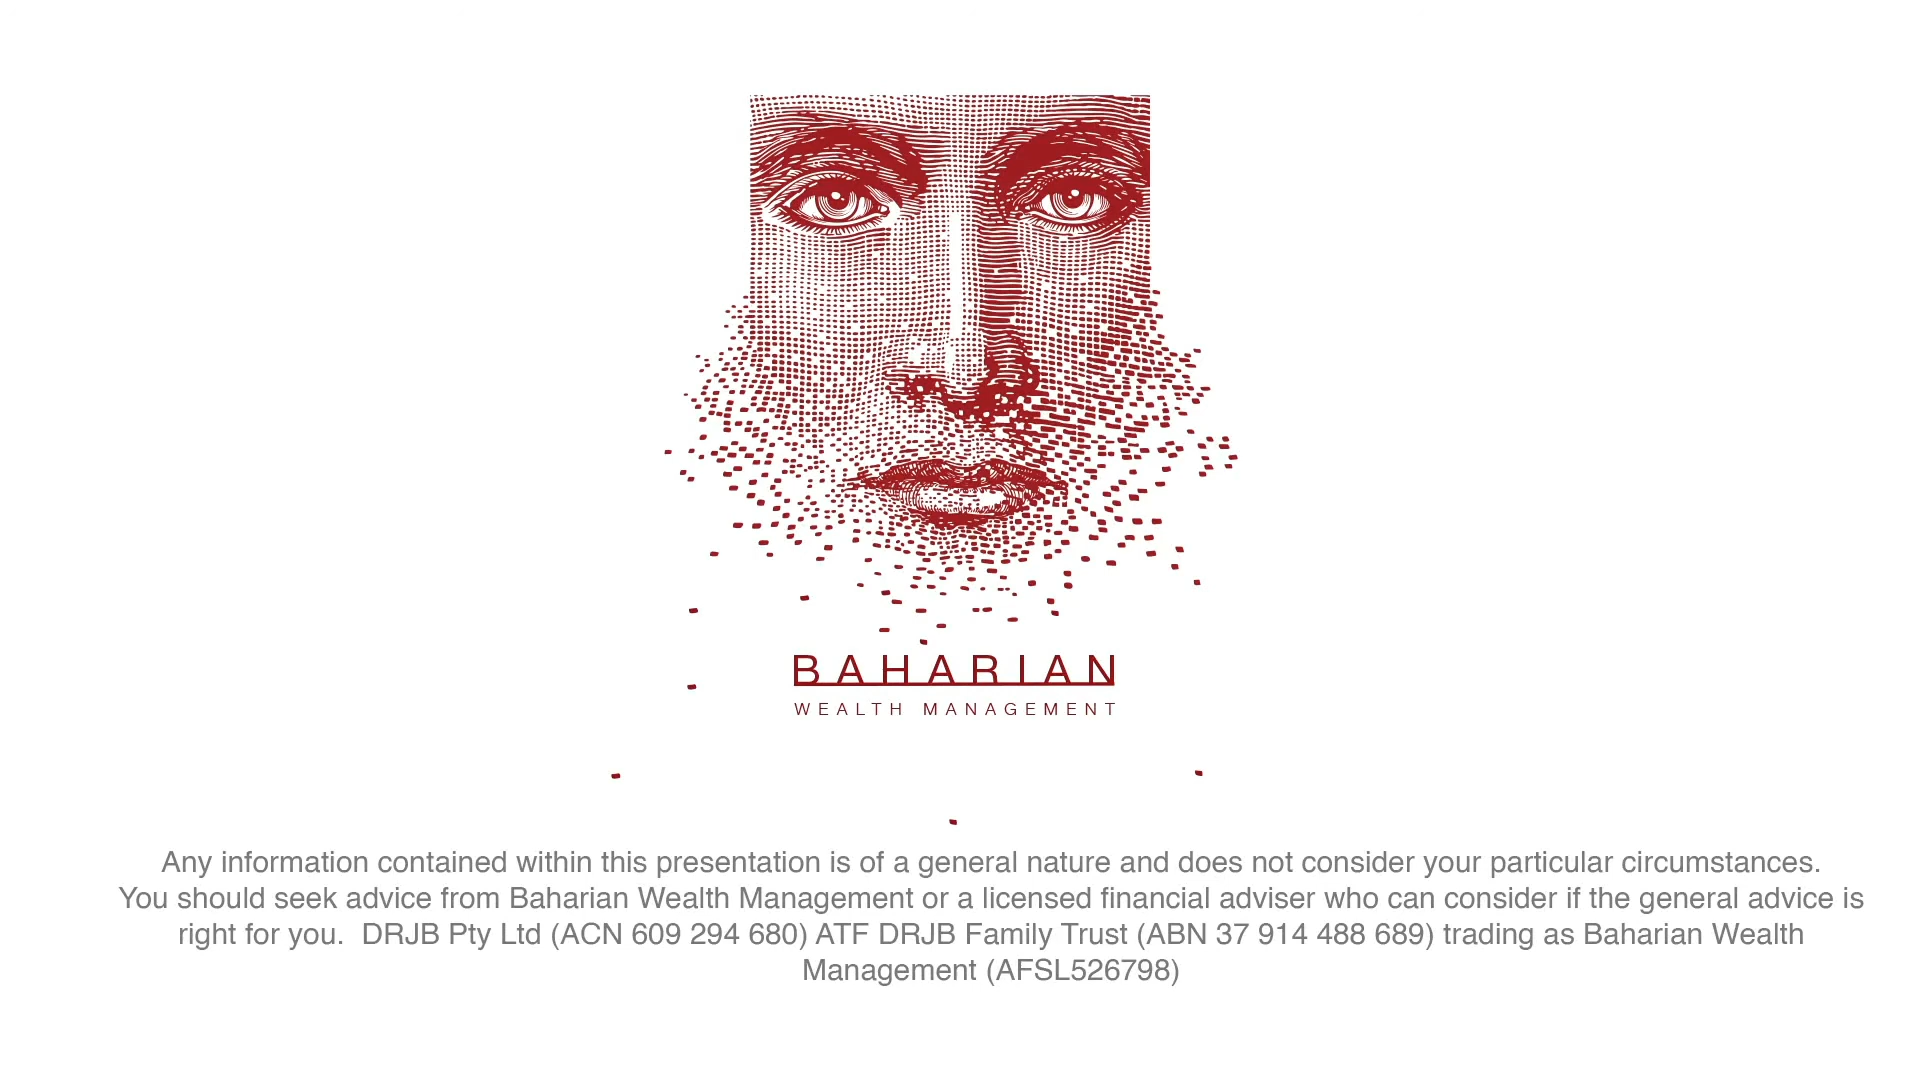 BAHARIAN
WEALTH MANAGEMENT
Any information contained within this presentation is of a general nature and does not consider your particular circumstances.
You should seek advice from Baharian Wealth Management or a licensed financial adviser who can consider if the general advice is
right for you.  DRJB Pty Ltd (ACN 609 294 680) ATF DRJB Family Trust (ABN 37 914 488 689) trading as Baharian Wealth
Management (AFSL526798)